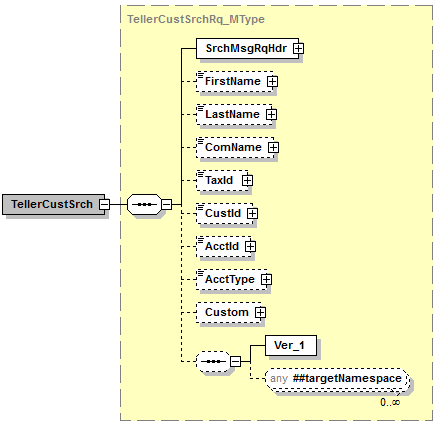 TellerCustSrchRq_MType
SrchMsgRqHdr
FirstName
LastName
ComName
TaxId
TellerCustSrch
CustId
AcctId
AcctType
Custom
Ver_1
any ##targetNamespace
0..∞